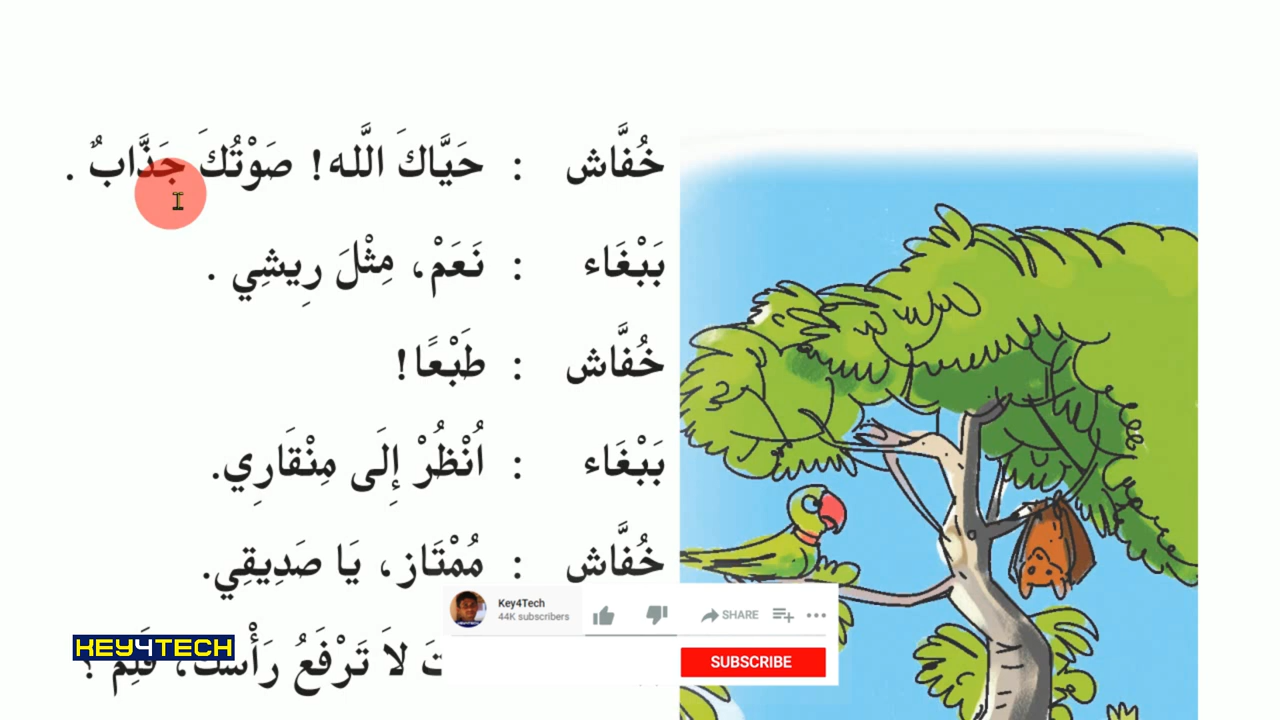 خُفَّاش : حَيَّاكَ اللَّه! صَوْتُكَ جَذَّابٌ .
بَبْغَاء : نَعَمْ، مِثْلَ رِيشِي .
خُفَّاش : طَبْعًا!
بَبْغَاء : اُنْظُرْ إِلَى مِنْقَارِي.
خُفَّاش : مُمْتَاز، يَا صَدِيقِي.
لاَ تَرْفَعُ رَأْسَكَ، فَلِمَ ؟
Key4Tech
44K subscribers
SHARE
SUBSCRIBE
KEY4TECH